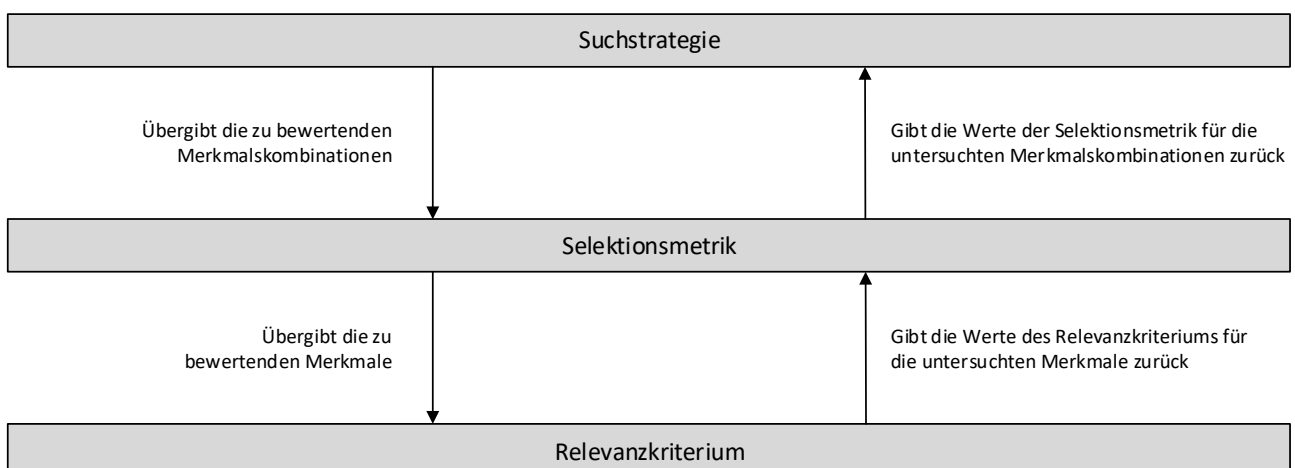 Suchstrategie
Übergibt die zu bewertenden
Merkmalskombinationen
Gibt die Werte der Selektionsmetrik für die
untersuchten Merkmalskombinationen zurück
Selektionsmetrik
Übergibt die zu
bewertenden Merkmale
Gibt die Werte des Relevanzkriteriums für
die untersuchten Merkmale zurück
Relevanzkriterium